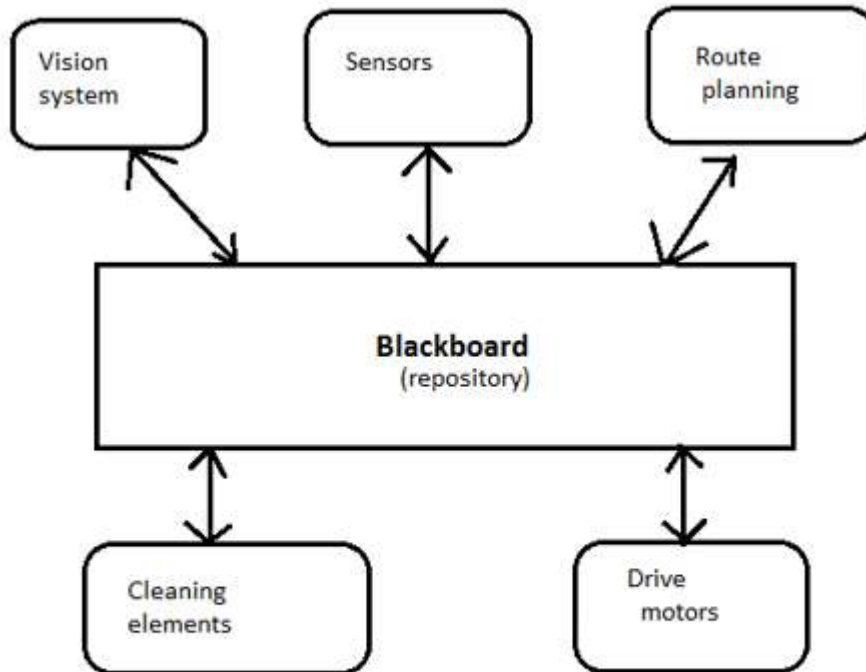 Vision
system
Sensors
Route
planning
Blackboard
(repository)
Cleaning
elements
Drive
motors